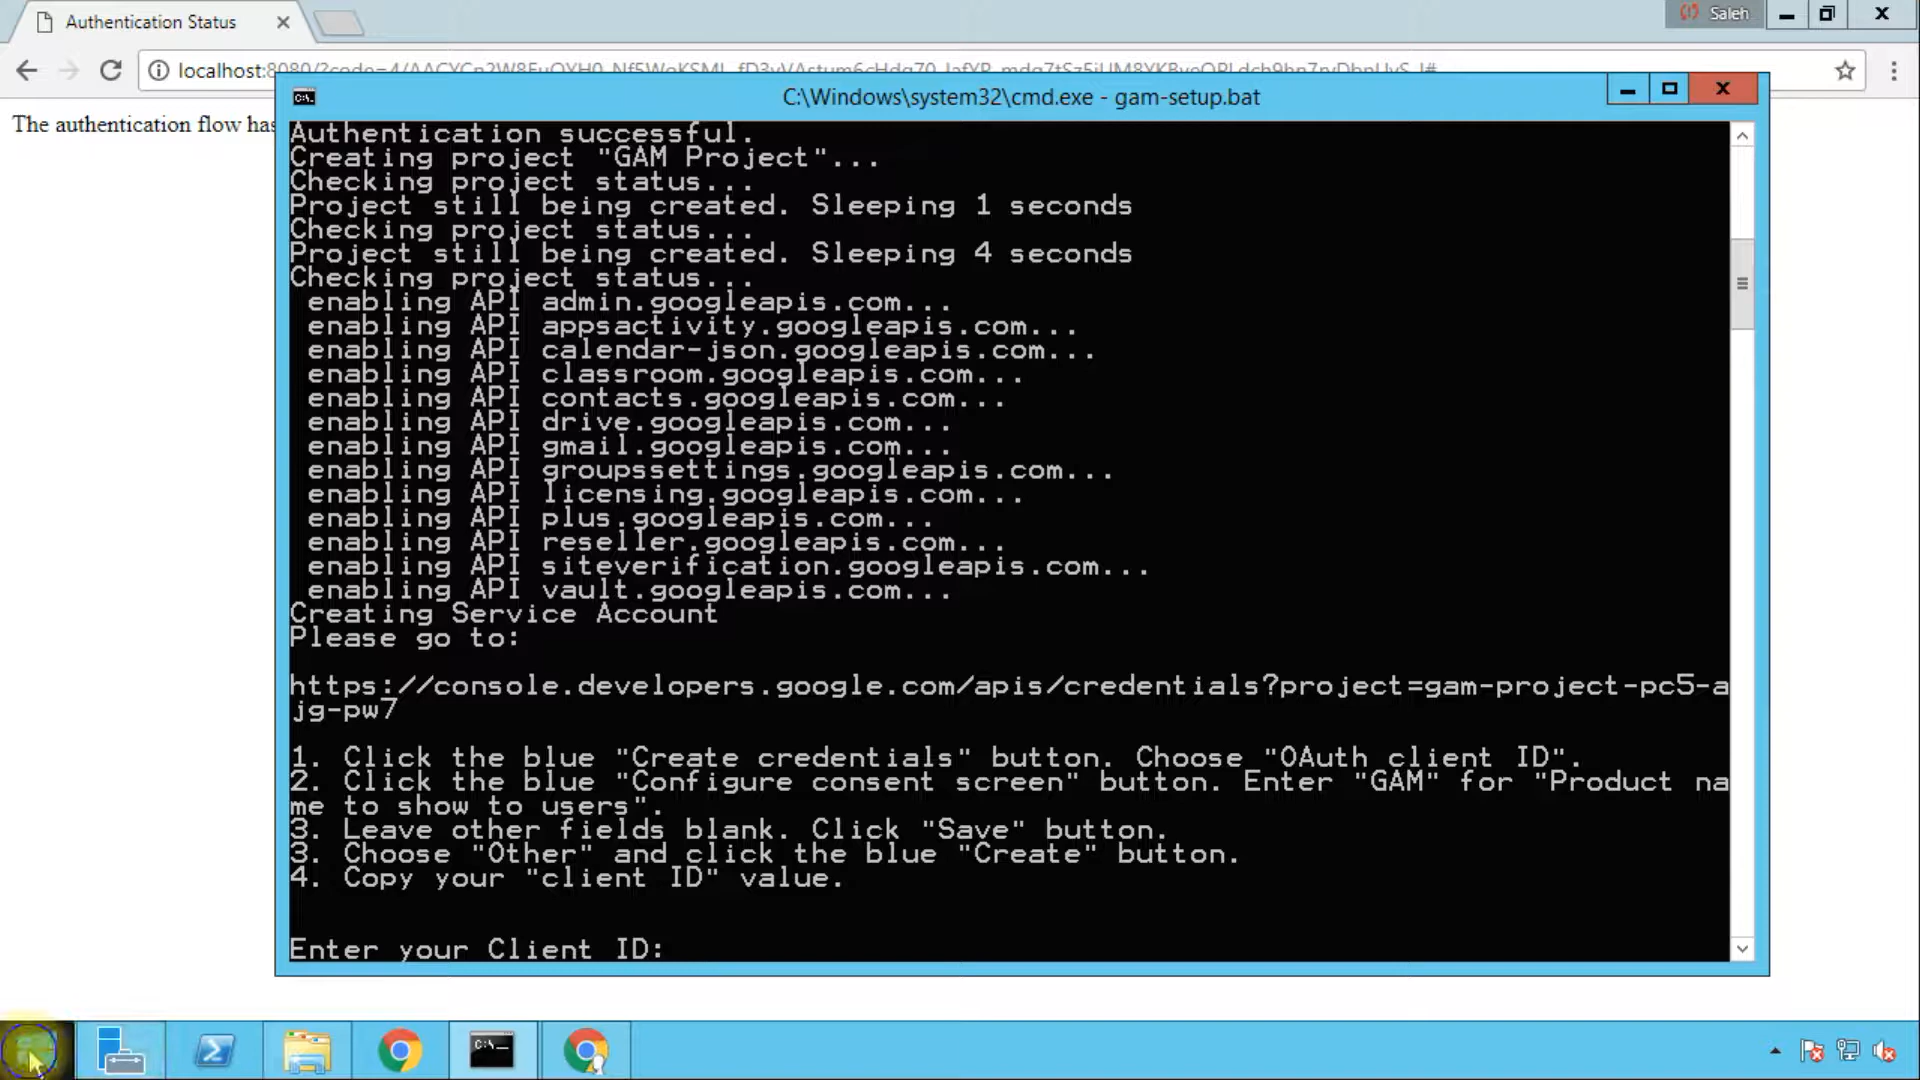 Authentication Status
Saleh
localhost:8080/?code=4/
The authentication flow has
C:\Windows\system32\cmd.exe - gam-setup.bat
Authentication successful.
Creating project "GAM Project"...
Checking project status...
Project still being created. Sleeping 1 seconds
Checking project status...
Project still being created. Sleeping 4 seconds
Checking project status...
enabling API admin.googleapis.com...
enabling API appsactivity.googleapis.com...
enabling API calendar-json.googleapis.com...
enabling API classroom.googleapis.com...
enabling API contacts.googleapis.com...
enabling API drive.googleapis.com...
enabling API gmail.googleapis.com...
enabling API groupssettings.googleapis.com...
enabling API licensing.googleapis.com...
enabling API plus.googleapis.com...
enabling API reseller.googleapis.com...
enabling API siteverification.googleapis.com...
enabling API vault.googleapis.com...
Creating Service Account
Please go to:
https://console.developers.google.com/apis/credentials?project=gam-project-pc5-a
jg-pw7
1. Click the blue "Create credentials" button. Choose "OAuth client ID".
2. Click the blue "Configure consent screen" button. Enter "GAM" for "Product na
me to show to users".
3. Leave other fields blank. Click "Save" button.
3. Choose "Other" and click the blue "Create" button.
4. Copy your "client ID" value.
Enter your Client ID: